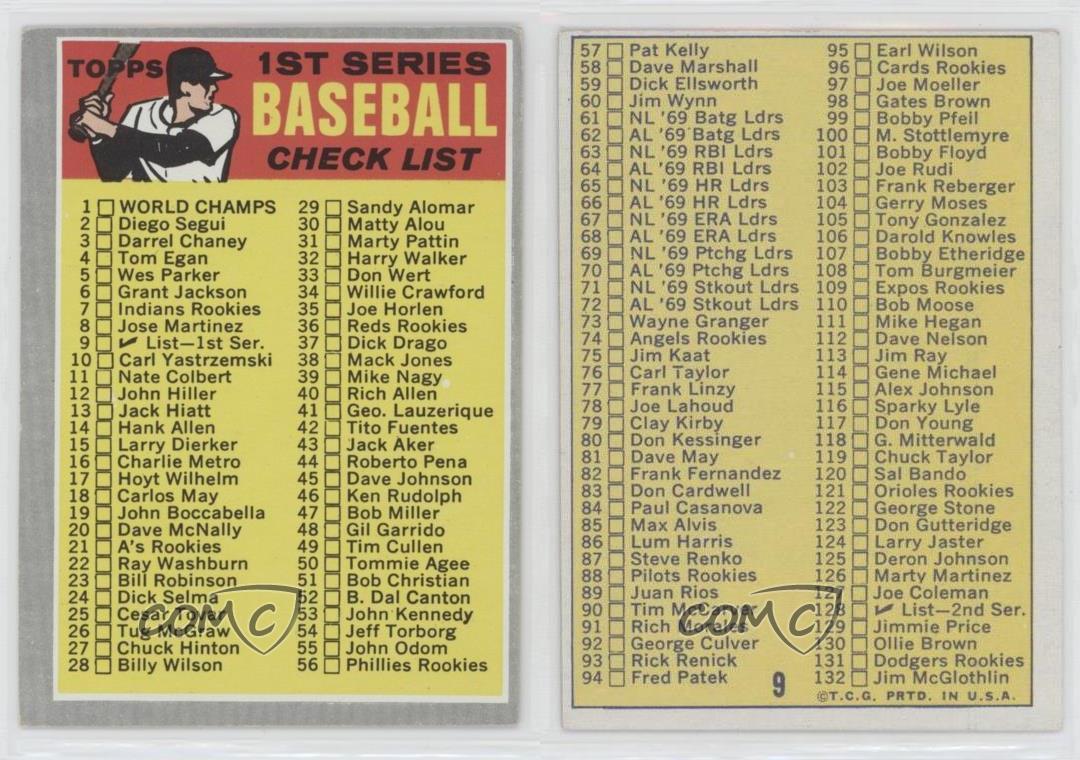 TOPPS
1ST SERIES
BASEBALL
CHECK LIST
1 WORLD CHAMPS
2 Diego Segui
3 Darrel Chaney
4 Tom Egan
5 Wes Parker
6 Grant Jackson
7 Indians Rookies
8 Jose Martinez
9 List—1st Ser.
10 Carl Yastrzemski
11 Nate Colbert
12 John Hiller
13 Jack Hiatt
14 Hank Allen
15 Larry Dierker
16 Charlie Metro
17 Hoyt Wilhelm
18 Carlos May
19 John Boccabella
20 Dave McNally
21 A's Rookies
22 Ray Washburn
23 Bill Robinson
24 Dick Selma
25 Cesar Tovar
26 Tug McGraw
27 Chuck Hinton
28 Billy Wilson
29 Sandy Alomar
30 Matty Alou
31 Marty Pattin
32 Harry Walker
33 Don Wert
34 Willie Crawford
35 Joe Horlen
36 Reds Rookies
37 Dick Drago
38 Mack Jones
39 Mike Nagy
40 Rich Allen
41 Geo. Lauzerique
42 Tito Fuentes
43 Jack Aker
44 Roberto Pena
45 Dave Johnson
46 Ken Rudolph
47 Bob Miller
48 Gil Garrido
49 Tim Cullen
50 Tommie Agee
51 Bob Christian
52 B. Dal Canton
53 John Kennedy
54 Jeff Torborg
55 John Odom
56 Phillies Rookies
COMC
57 Pat Kelly
58 Dave Marshall
59 Dick Ellsworth
60 Jim Wynn
61 NL '69 Batg Ldrs
62 AL '69 Batg Ldrs
63 NL '69 RBI Ldrs
64 AL '69 RBI Ldrs
65 NL '69 HR Ldrs
66 AL '69 HR Ldrs
67 NL '69 ERA Ldrs
68 AL '69 ERA Ldrs
69 NL '69 Ptchg Ldrs
70 AL '69 Ptchg Ldrs
71 NL '69 Stkout Ldrs
72 AL '69 Stkout Ldrs
73 Wayne Granger
74 Angels Rookies
75 Jim Kaat
76 Carl Taylor
77 Frank Linzy
78 Joe Lahoud
79 Clay Kirby
80 Don Kessinger
81 Dave May
82 Frank Fernandez
83 Don Cardwell
84 Paul Casanova
85 Max Alvis
86 Lum Harris
87 Steve Renko
88 Pilots Rookies
89 Juan Rios
90 Tim McCarver
91 Rich Morales
92 George Culver
93 Rick Renick
94 Fred Patek
95 Earl Wilson
96 Cards Rookies
97 Joe Moeller
98 Gates Brown
99 Bobby Pfeil
100 M. Stottlemyre
101 Bobby Floyd
102 Joe Rudi
103 Frank Reberger
104 Gerry Moses
105 Tony Gonzalez
106 Darold Knowles
107 Bobby Etheridge
108 Tom Burgmeier
109 Expos Rookies
110 Bob Moose
111 Mike Hegan
112 Dave Nelson
113 Jim Ray
114 Gene Michael
115 Alex Johnson
116 Sparky Lyle
117 Don Young
118 G. Mitterwald
119 Chuck Taylor
120 Sal Bando
121 Orioles Rookies
122 George Stone
123 Don Gutteridge
124 Larry Jaster
125 Deron Johnson
126 Marty Martinez
127 Joe Coleman
128 List—2nd Ser.
129 Jimmie Price
130 Ollie Brown
131 Dodgers Rookies
132 Jim McGlothlin
9
©T.C.G. PRTD. IN U.S.A.
COMC